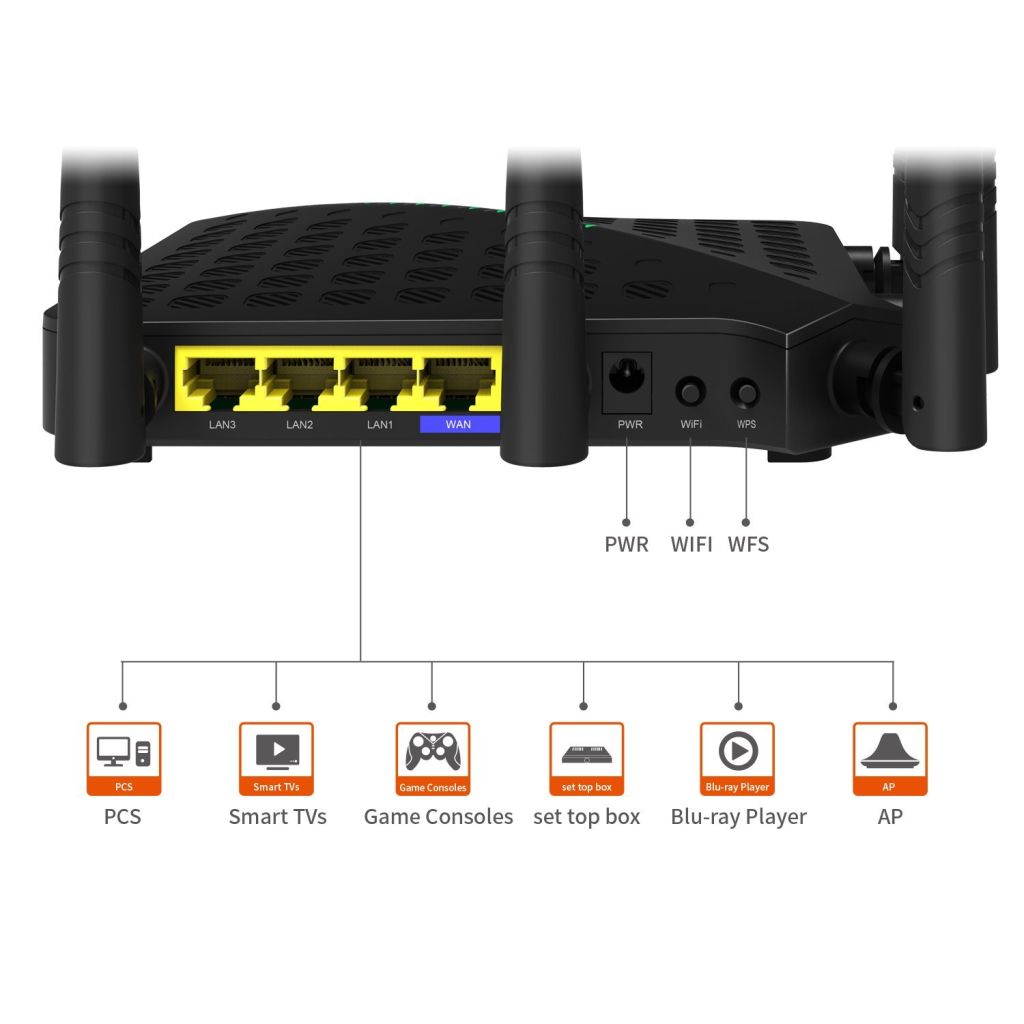 LAN3 LAN2 LAN1 WAN PWR WiFi WPS
PWR WIFI WFS
PCS Smart TVs Game Consoles set top box Blu-ray Player AP
PCS Smart TVs Game Consoles set top box Blu-ray Player AP